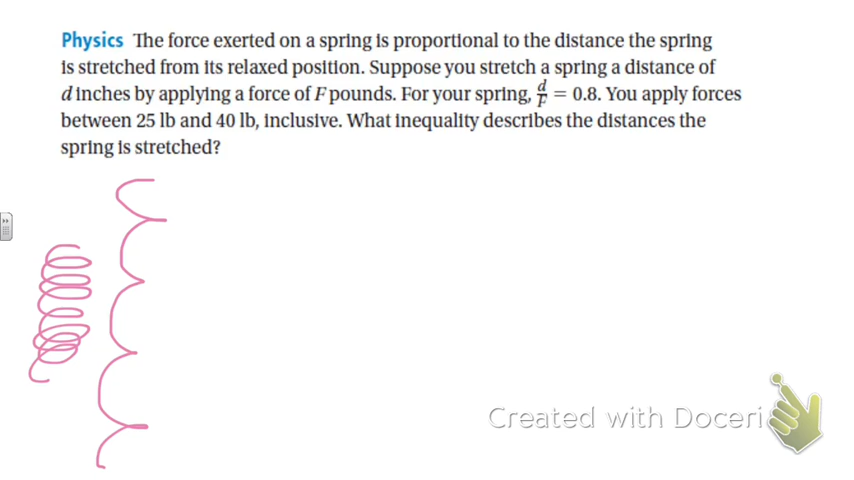 Physics The force exerted on a spring is proportional to the distance the spring
is stretched from its relaxed position. Suppose you stretch a spring a distance of
d inches by applying a force of F pounds. For your spring, d/F = 0.8. You apply forces
between 25 lb and 40 lb, inclusive. What inequality describes the distances the
spring is stretched?
Created with Doceri